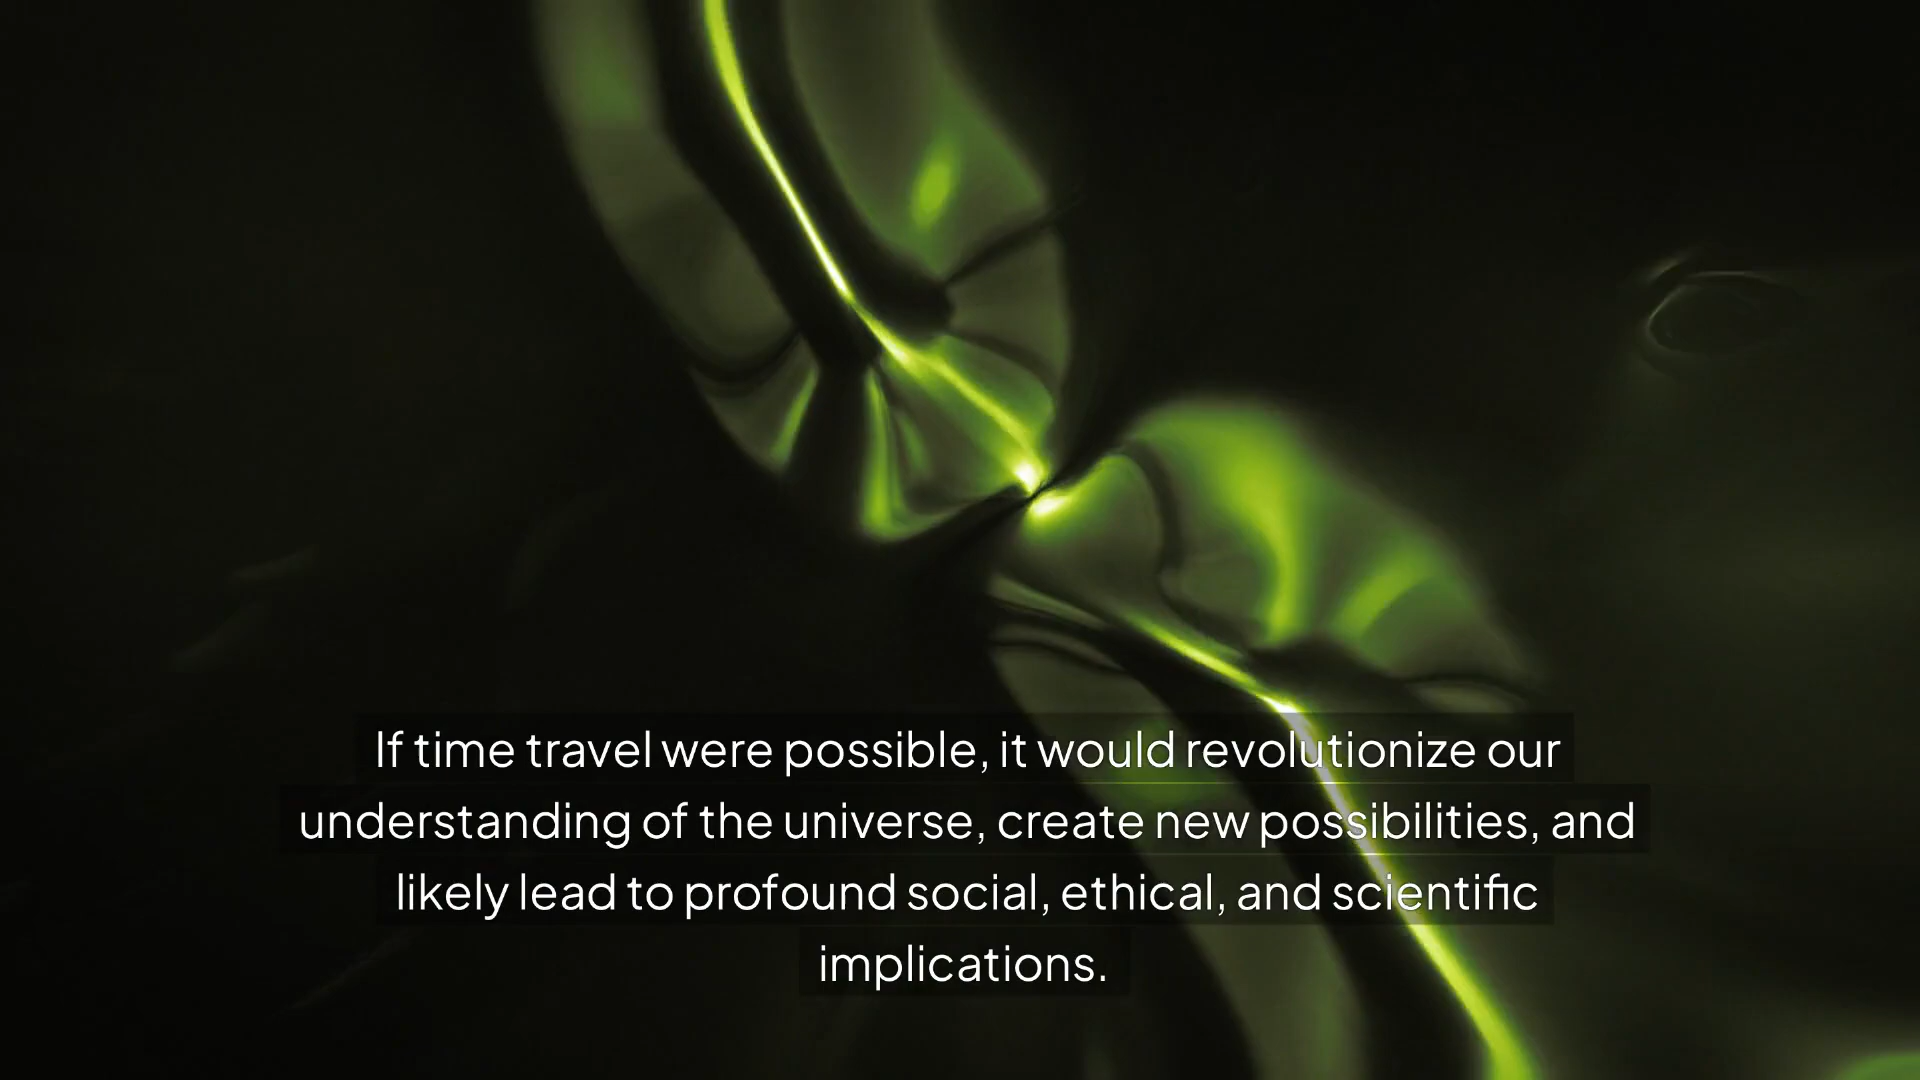 If time travel were possible, it would revolutionize our
understanding of the universe, create new possibilities, and
likely lead to profound social, ethical, and scientific
implications.